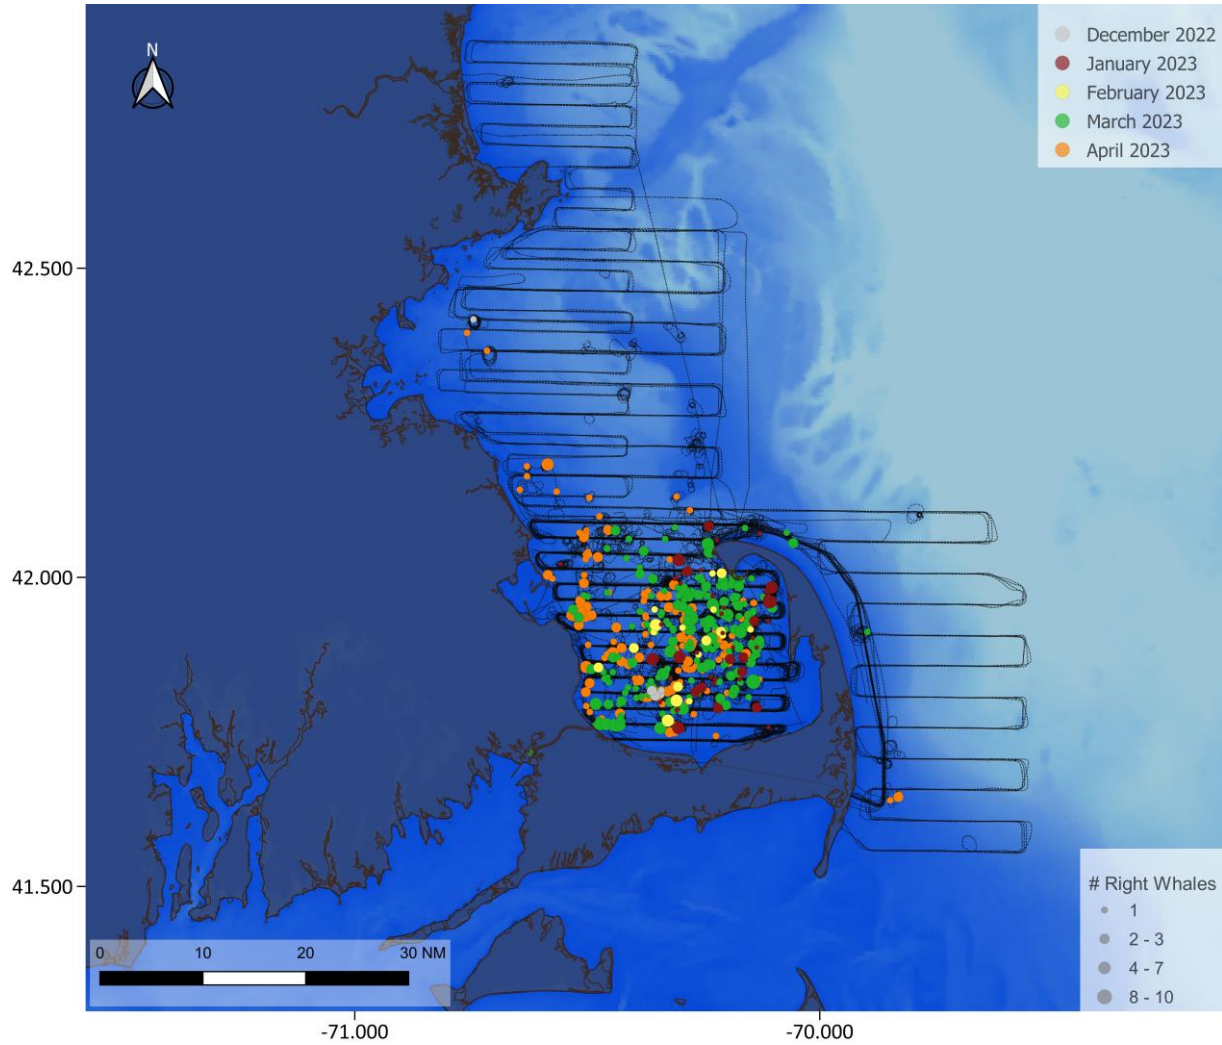 N
December 2022
January 2023
February 2023
March 2023
April 2023
42.500
42.000
41.500
# Right Whales
1
2 - 3
4 - 7
8 - 10
0 10 20 30 NM
-71.000 -70.000